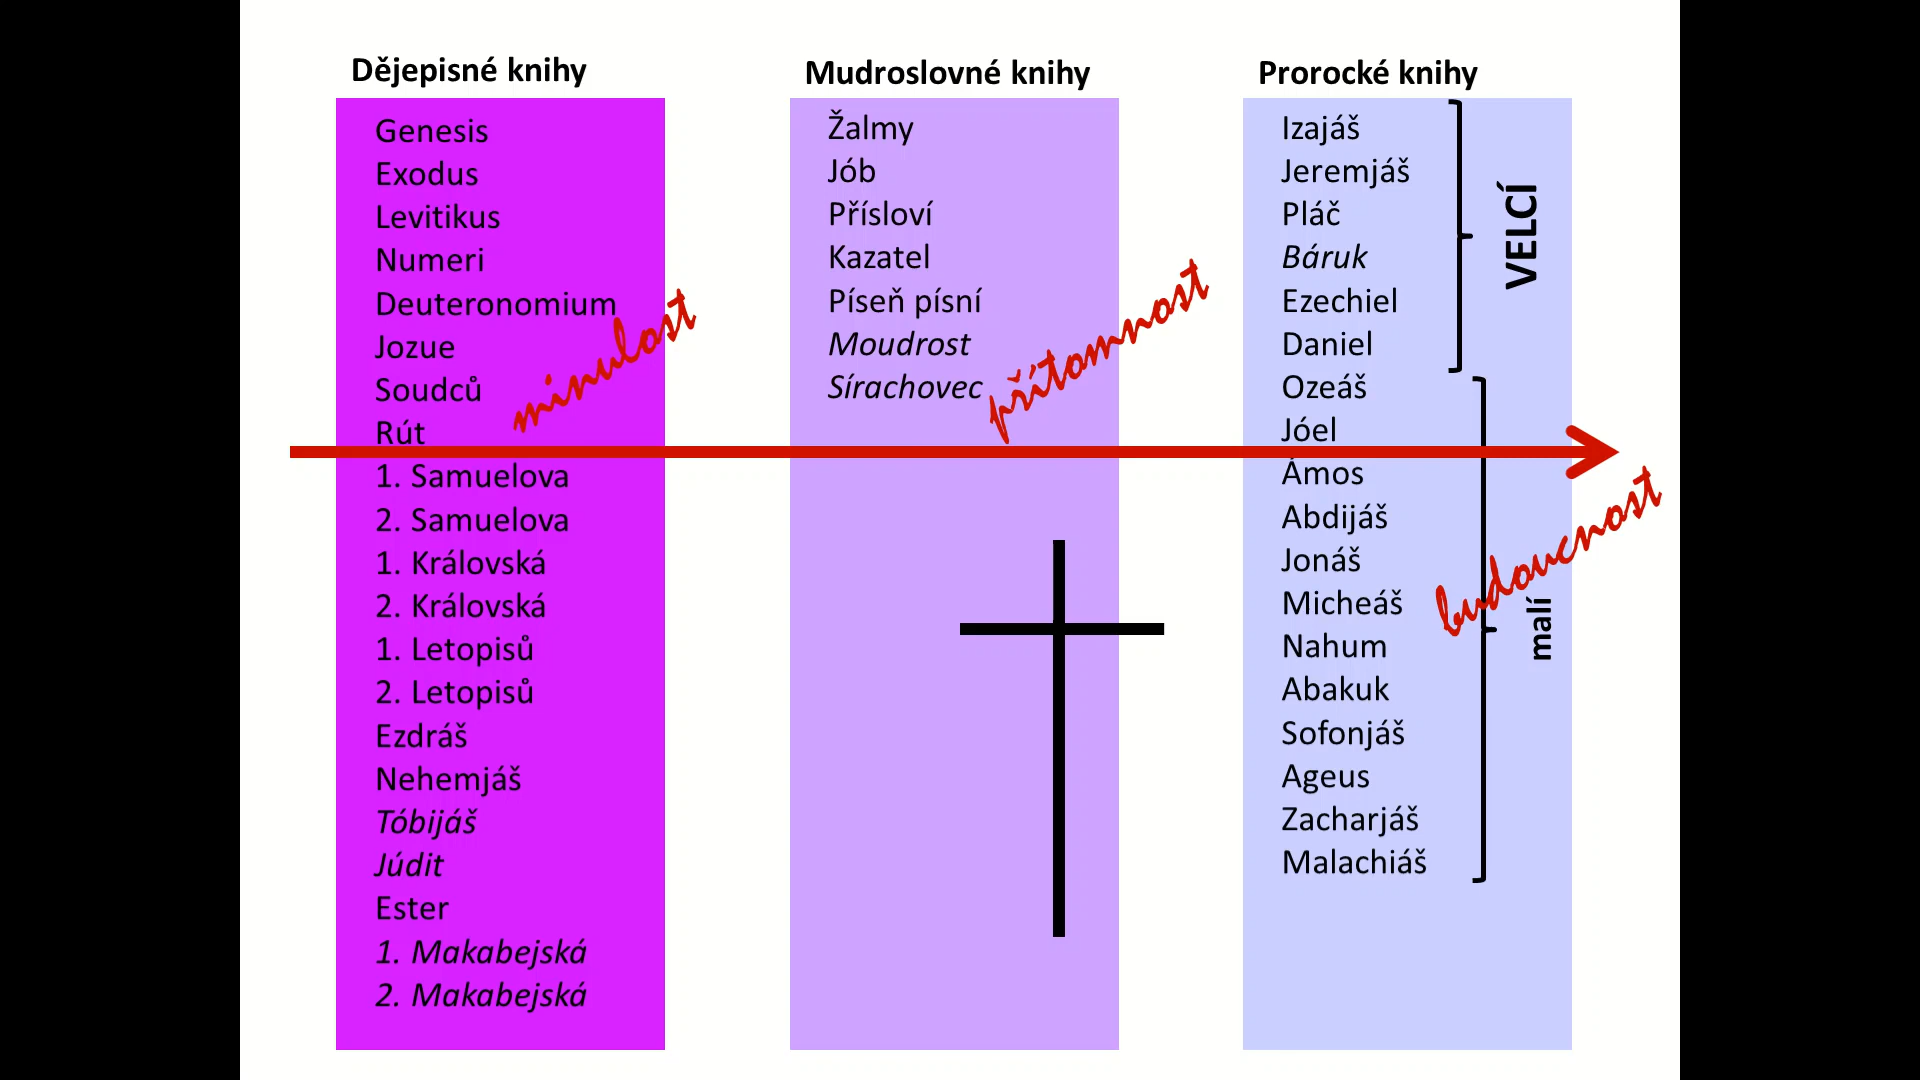 Dějepisné knihy
Genesis
Exodus
Levitikus
Numeri
Deuteronomium
Jozue
Soudců
Rút
1. Samuelova
2. Samuelova
1. Královská
2. Královská
1. Letopisů
2. Letopisů
Ezdráš
Nehemjáš
Tóbijáš
Júdit
Ester
1. Makabejská
2. Makabejská
minulost
Mudroslovné knihy
Žalmy
Jób
Přísloví
Kazatel
Píseň písní
Moudrost
Sírachovec
přítomnost
Prorocké knihy
Izajáš
Jeremjáš
Pláč
Báruk
Ezechiel
Daniel
Ozeáš
Jóel
Ámos
Abdijáš
Jonáš
Micheáš
Nahum
Abakuk
Sofonjáš
Ageus
Zacharjáš
Malachiáš
VELCÍ
malí
budoucnost